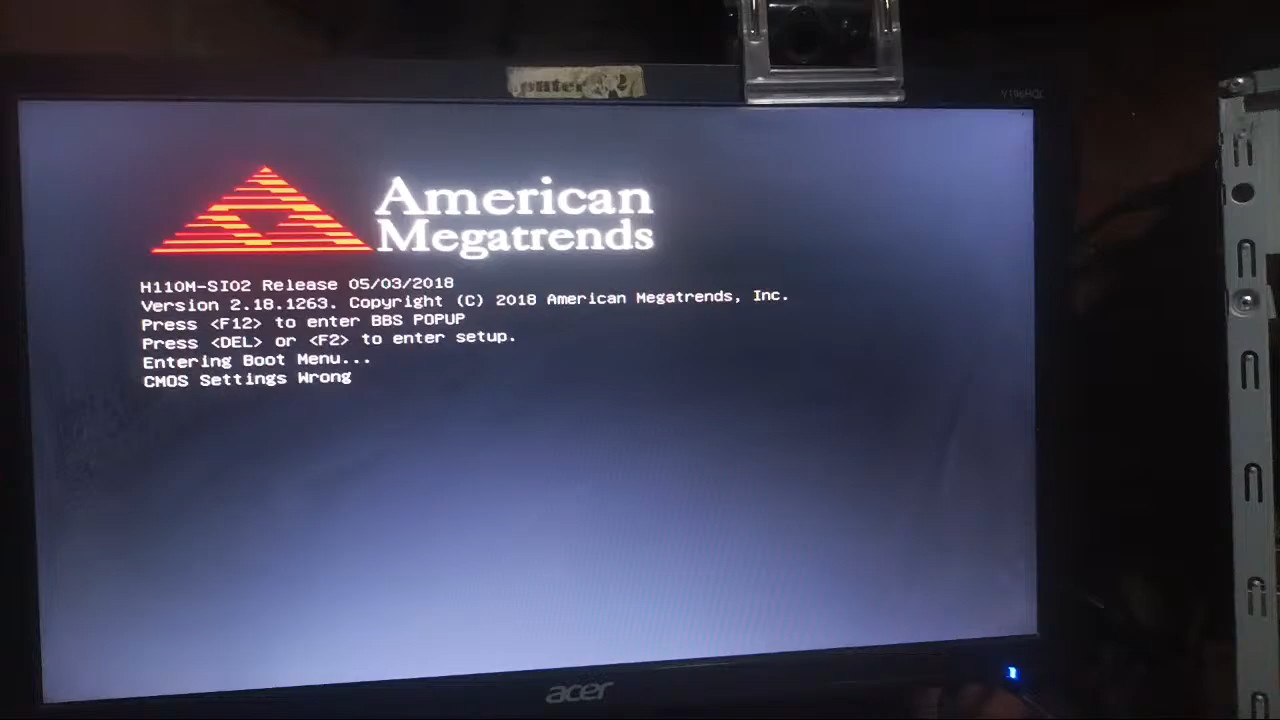 American
Megatrends
H110M-SI02 Release 05/03/2018
Version 2.18.1263. Copyright (C) 2018 American Megatrends, Inc.
Press <F12> to enter BBS POPUP
Press <DEL> or <F2> to enter setup.
Entering Boot Menu...
CMOS Settings Wrong
acer